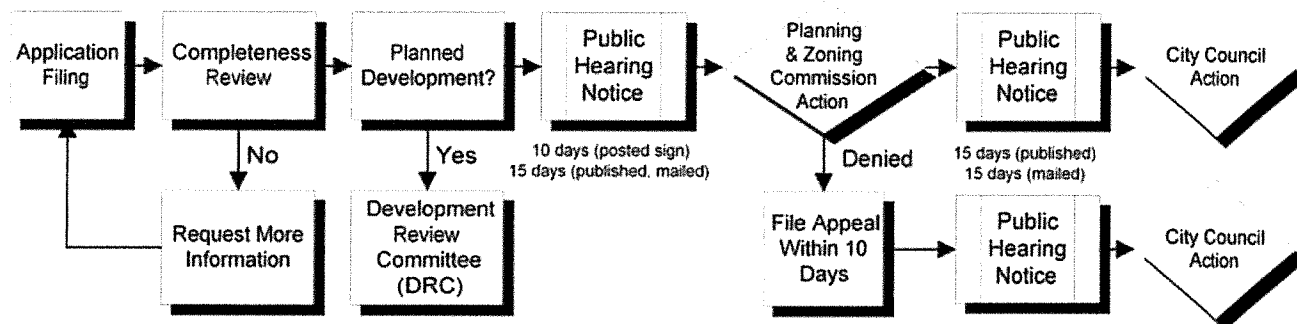 Application
Filing
Completeness
Review
Planned
Development?
Public
Hearing
Notice
Planning
& Zoning
Commission
Action
Public
Hearing
Notice
City Council
Action
No
Yes
10 days (posted sign)
15 days (published, mailed)
Denied
15 days (published)
15 days (mailed)
Request More
Information
Development
Review
Committee
(DRC)
File Appeal
Within 10
Days
Public
Hearing
Notice
City Council
Action